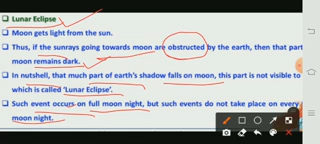 Lunar Eclipse
Moon gets light from the sun.
Thus, if the sunrays going towards moon are obstructed by the earth, then that part
moon remains dark.
In nutshell, that much part of earth's shadow falls on moon, this part is not visible to
which is called 'Lunar Eclipse'.
Such event occurs on full moon night, but such events do not take place on every
moon night.